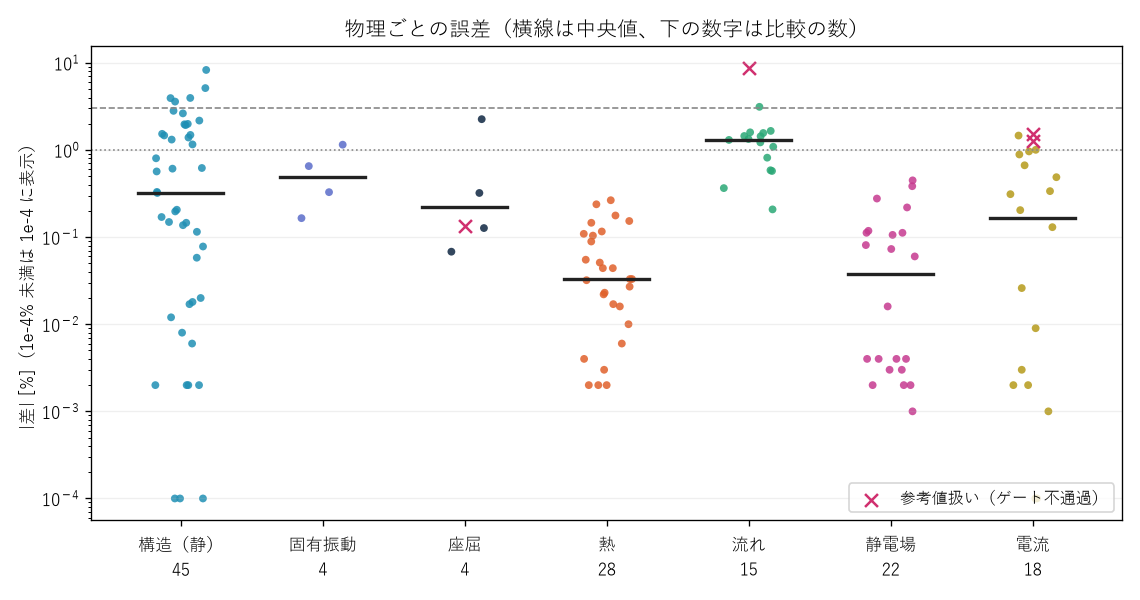 物理ごとの誤差（横線は中央値、下の数字は比較の数）
|差| [%]（1e-4% 未満は 1e-4 に表示）
10¹
10⁰
10⁻¹
10⁻²
10⁻³
10⁻⁴
参考値扱い（ゲート不通過）
構造（静） 固有振動 座屈 熱 流れ 静電場 電流
45 4 4 28 15 22 18